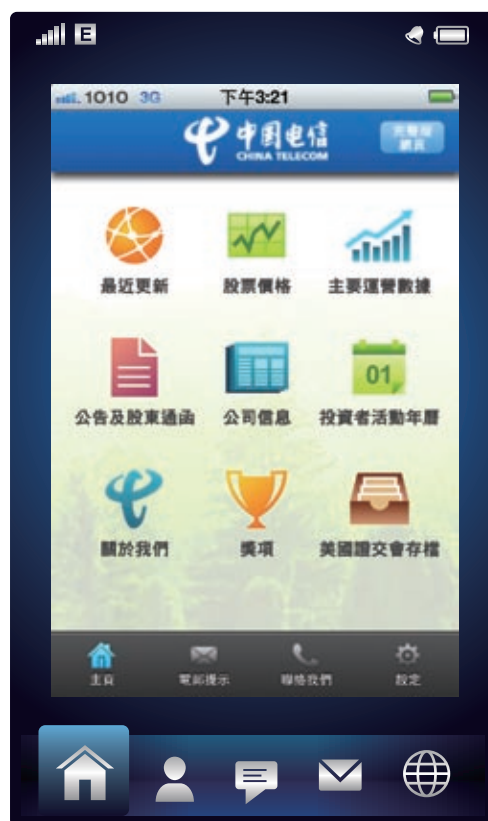 E
1010 3G 下午3:21
中国电信
CHINA TELECOM
完整版
網頁
最近更新 股票價格 主要運營數據
01
公告及股東通函 公司信息 投資者活動年曆
關於我們 獎項 美國證交會存檔
主頁 電郵提示 聯絡我們 設定